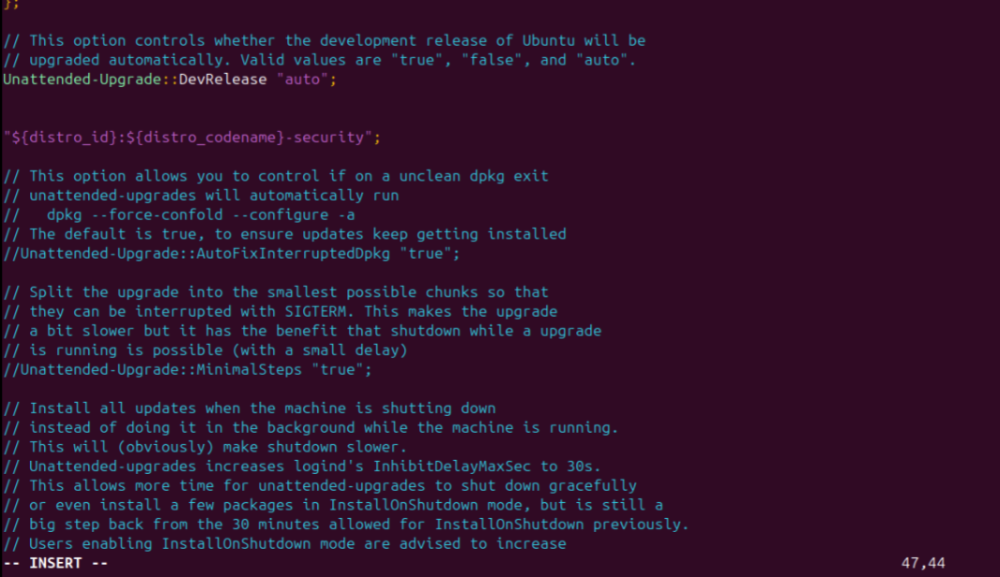 };
// This option controls whether the development release of Ubuntu will be
// upgraded automatically. Valid values are "true", "false", and "auto".
Unattended-Upgrade::DevRelease "auto";
"${distro_id}:${distro_codename}-security";
// This option allows you to control if on a unclean dpkg exit
// unattended-upgrades will automatically run
//   dpkg --force-confold --configure -a
// The default is true, to ensure updates keep getting installed
//Unattended-Upgrade::AutoFixInterruptedDpkg "true";
// Split the upgrade into the smallest possible chunks so that
// they can be interrupted with SIGTERM. This makes the upgrade
// a bit slower but it has the benefit that shutdown while a upgrade
// is running is possible (with a small delay)
//Unattended-Upgrade::MinimalSteps "true";
// Install all updates when the machine is shutting down
// instead of doing it in the background while the machine is running.
// This will (obviously) make shutdown slower.
// Unattended-upgrades increases logind's InhibitDelayMaxSec to 30s.
// This allows more time for unattended-upgrades to shut down gracefully
// or even install a few packages in InstallOnShutdown mode, but is still a
// big step back from the 30 minutes allowed for InstallOnShutdown previously.
// Users enabling InstallOnShutdown mode are advised to increase
-- INSERT -- 47,44